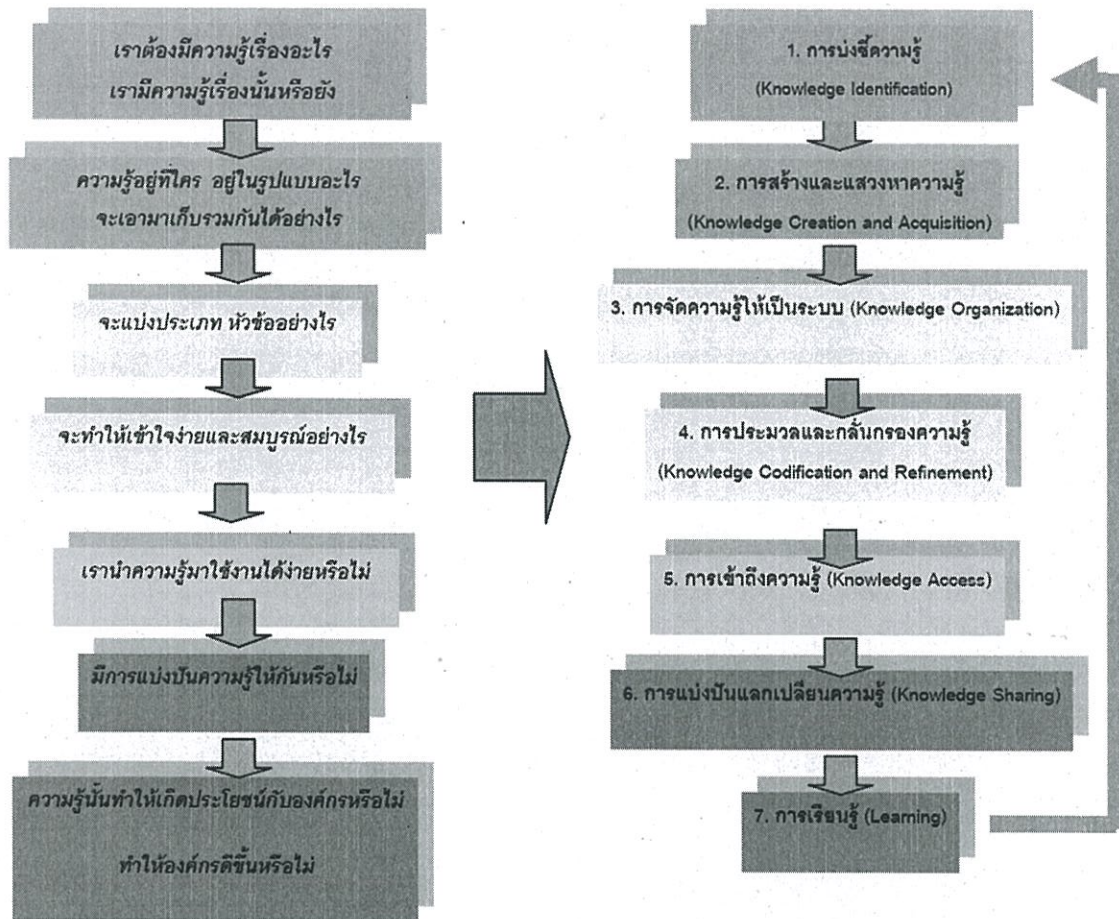 เราต้องมีความรู้เรื่องอะไร
เรามีความรู้เรื่องนั้นหรือยัง
ความรู้อยู่ที่ใคร อยู่ในรูปแบบอะไร
จะเอามาเก็บรวมกันได้อย่างไร
จะแบ่งประเภท หัวข้ออย่างไร
จะทำให้เข้าใจง่ายและสมบูรณ์อย่างไร
เรานำความรู้มาใช้งานได้ง่ายหรือไม่
มีการแบ่งปันความรู้ให้กันหรือไม่
ความรู้นั้นทำให้เกิดประโยชน์กับองค์กรหรือไม่
ทำให้องค์กรดีขึ้นหรือไม่
1. การบ่งชี้ความรู้
(Knowledge Identification)
2. การสร้างและแสวงหาความรู้
(Knowledge Creation and Acquisition)
3. การจัดความรู้ให้เป็นระบบ (Knowledge Organization)
4. การประมวลและกลั่นกรองความรู้
(Knowledge Codification and Refinement)
5. การเข้าถึงความรู้ (Knowledge Access)
6. การแบ่งปันแลกเปลี่ยนความรู้ (Knowledge Sharing)
7. การเรียนรู้ (Learning)